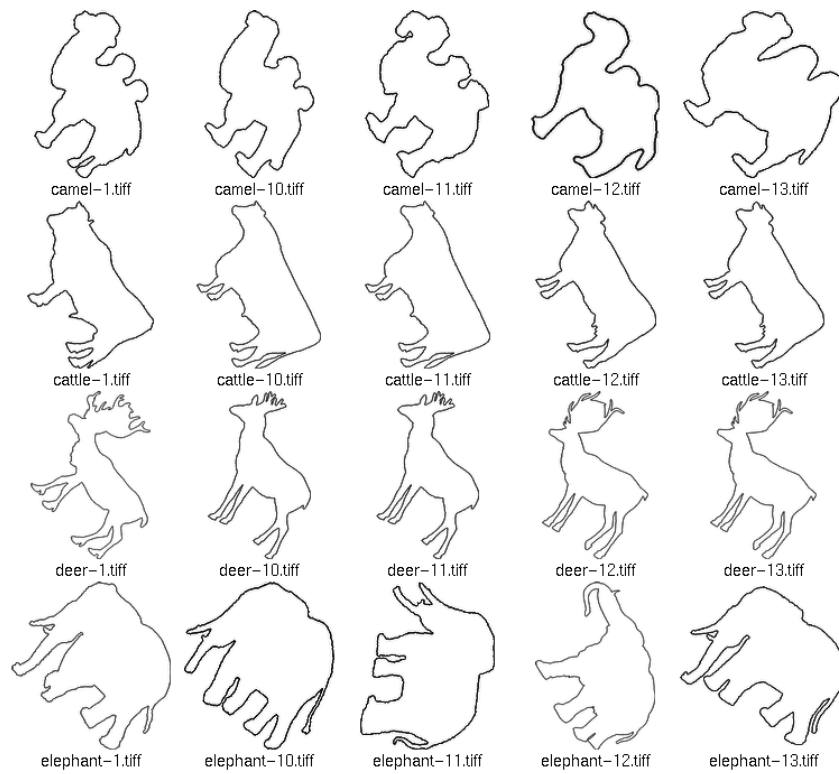 camel-1.tiff camel-10.tiff camel-11.tiff camel-12.tiff camel-13.tiff
cattle-1.tiff cattle-10.tiff cattle-11.tiff cattle-12.tiff cattle-13.tiff
deer-1.tiff deer-10.tiff deer-11.tiff deer-12.tiff deer-13.tiff
elephant-1.tiff elephant-10.tiff elephant-11.tiff elephant-12.tiff elephant-13.tiff